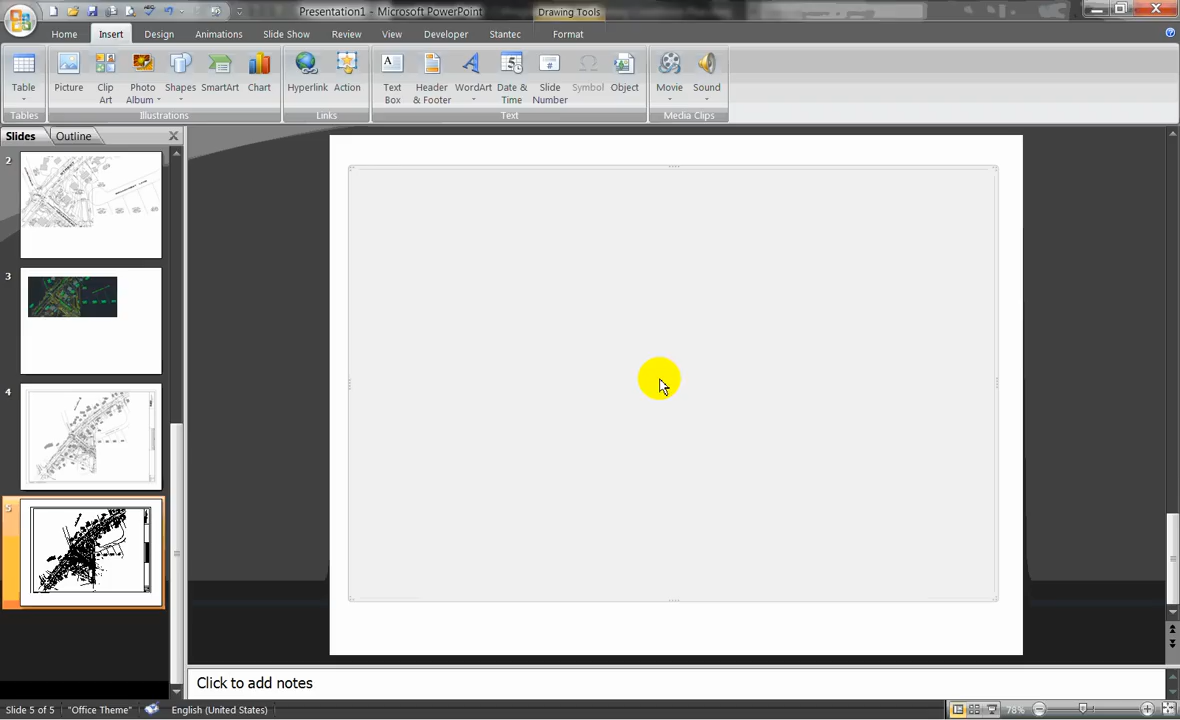 Presentation1 - Microsoft PowerPoint
Drawing Tools
Home Insert Design Animations Slide Show Review View Developer Stantec Format
Table Picture Clip Art Photo Album Shapes SmartArt Chart Hyperlink Action Text Box Header & Footer WordArt Date & Time Slide Number Symbol Object Movie Sound
Tables Illustrations Links Text Media Clips
Slides Outline
2
3
4
5
Click to add notes
Slide 5 of 5 "Office Theme" English (United States) 78%